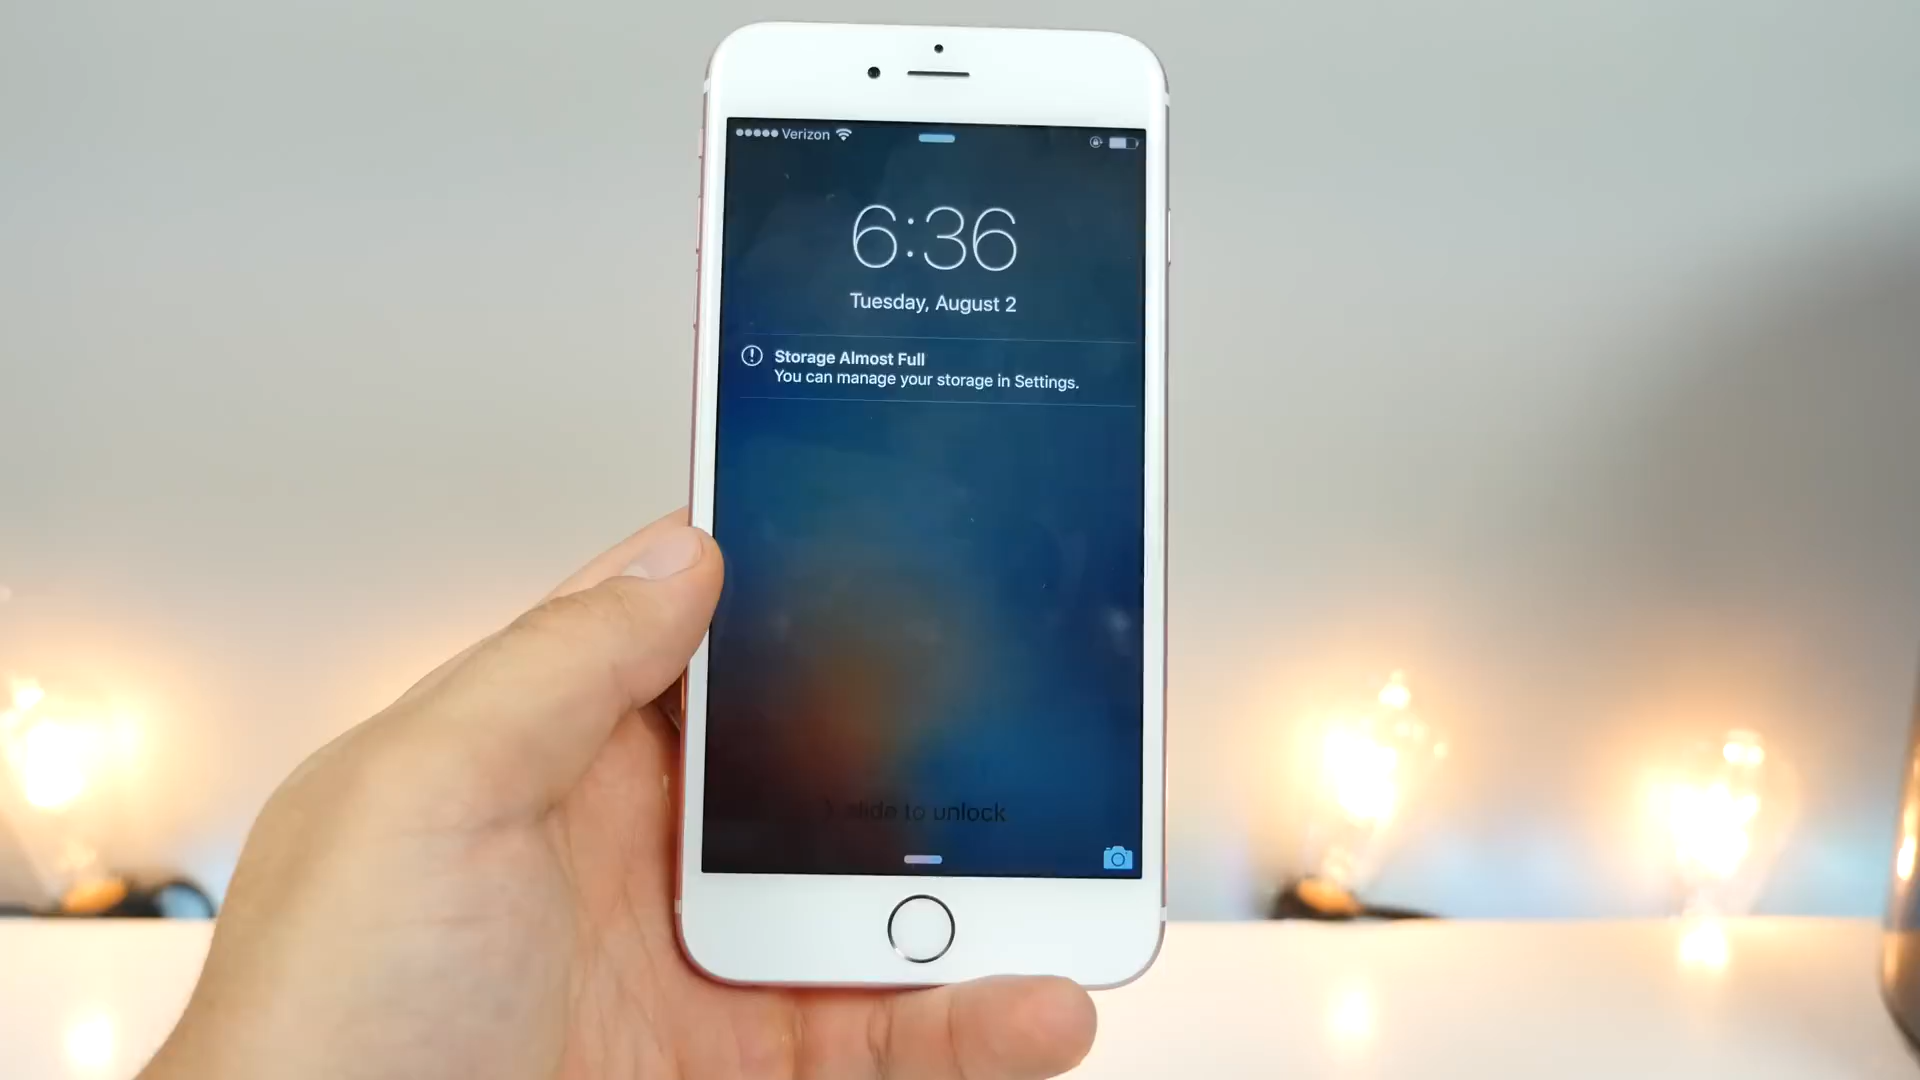 Verizon
6:36
Tuesday, August 2
Storage Almost Full
You can manage your storage in Settings.
slide to unlock